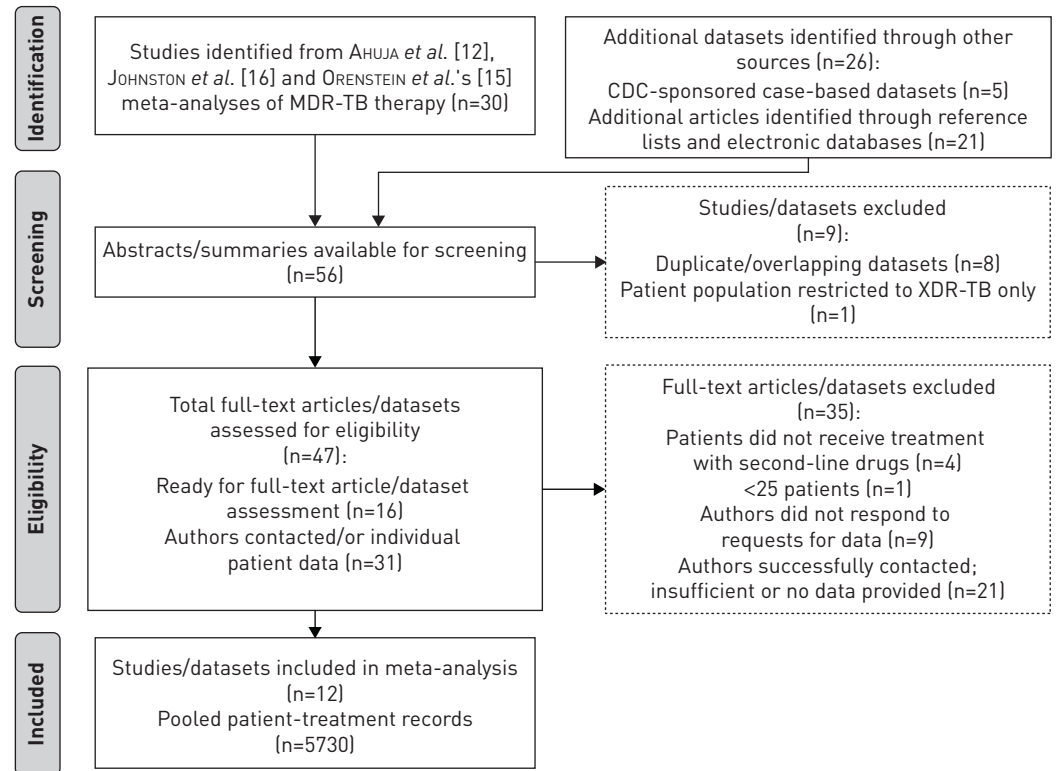 Identification
Studies identified from AHUJA et al. [12],
JOHNSTON et al. [16] and ORENSTEIN et al.'s [15]
meta-analyses of MDR-TB therapy (n=30)
Additional datasets identified through other
sources (n=26):
CDC-sponsored case-based datasets (n=5)
Additional articles identified through reference
lists and electronic databases (n=21)
Screening
Abstracts/summaries available for screening
(n=56)
Studies/datasets excluded
(n=9):
Duplicate/overlapping datasets (n=8)
Patient population restricted to XDR-TB only
(n=1)
Eligibility
Total full-text articles/datasets
assessed for eligibility
(n=47):
Ready for full-text article/dataset
assessment (n=16)
Authors contacted/or individual
patient data (n=31)
Full-text articles/datasets excluded
(n=35):
Patients did not receive treatment
with second-line drugs (n=4)
<25 patients (n=1)
Authors did not respond to
requests for data (n=9)
Authors successfully contacted;
insufficient or no data provided (n=21)
Included
Studies/datasets included in meta-analysis
(n=12)
Pooled patient-treatment records
(n=5730)